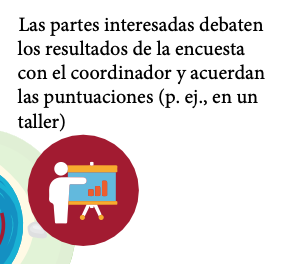 Las partes interesadas debaten
los resultados de la encuesta
con el coordinador y acuerdan
las puntuaciones (p. ej., en un
taller)